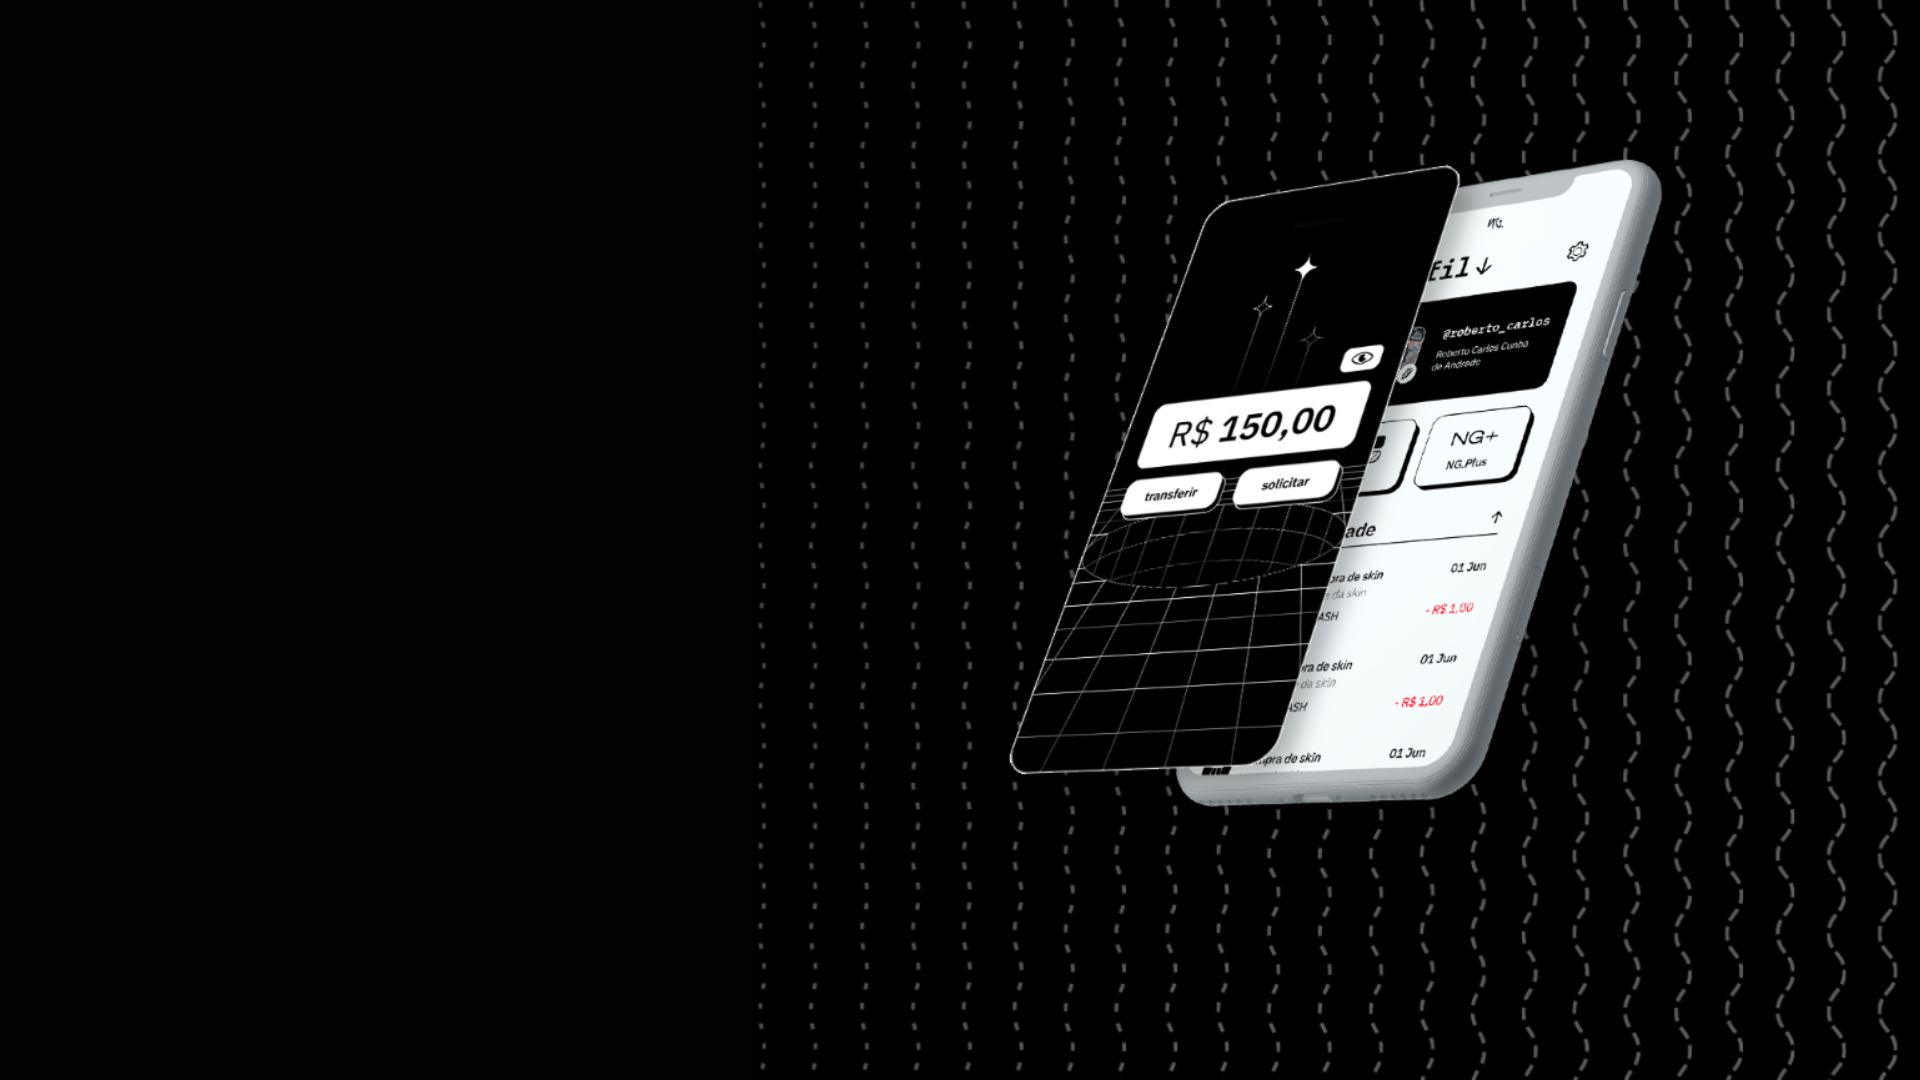 R$ 150,00
transferir
solicitar
NG.
fil ↓
@roberto_carlos
Roberto Carlos Cunha
de Andrade
NG+
NG.Plus
ade
↑
ora de skin
01 Jun
e da skin
- R$ 1,00
ASH
ra de skin
01 Jun
da skin
- R$ 1,00
ASH
mpra de skin
01 Jun